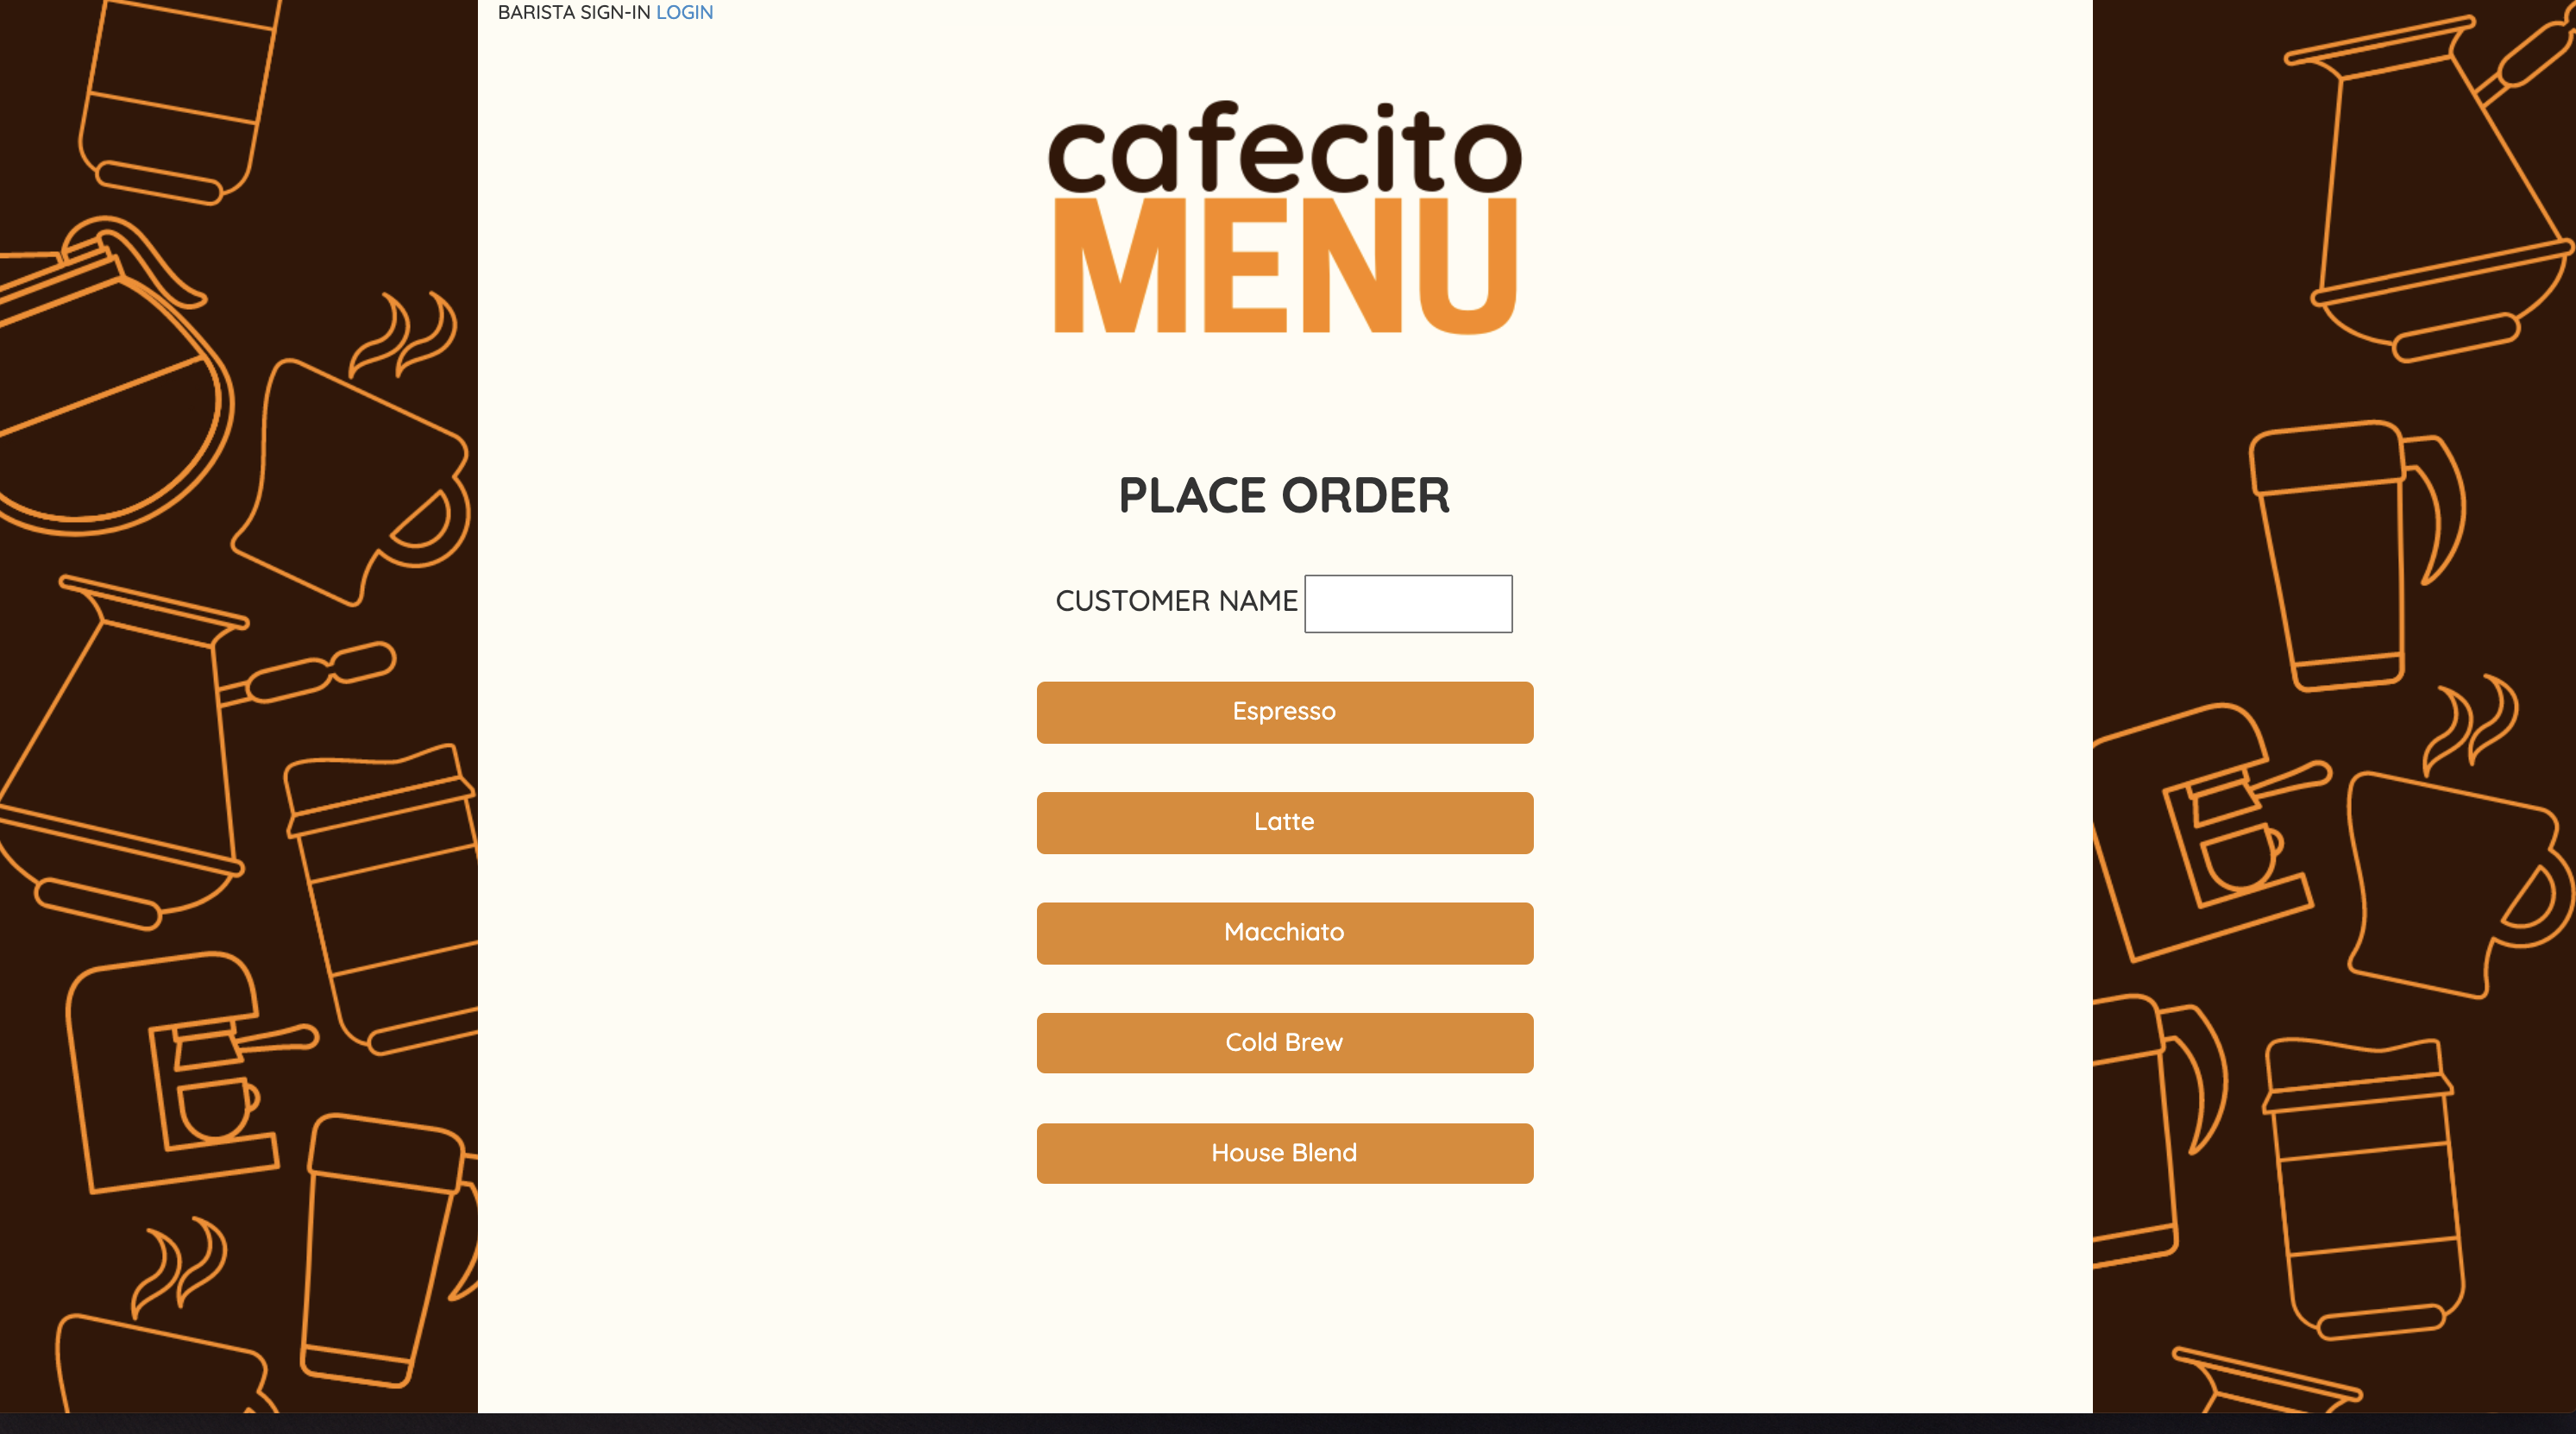 BARISTA SIGN-IN LOGIN
cafecito
MENU
PLACE ORDER
CUSTOMER NAME
Espresso
Latte
Macchiato
Cold Brew
House Blend